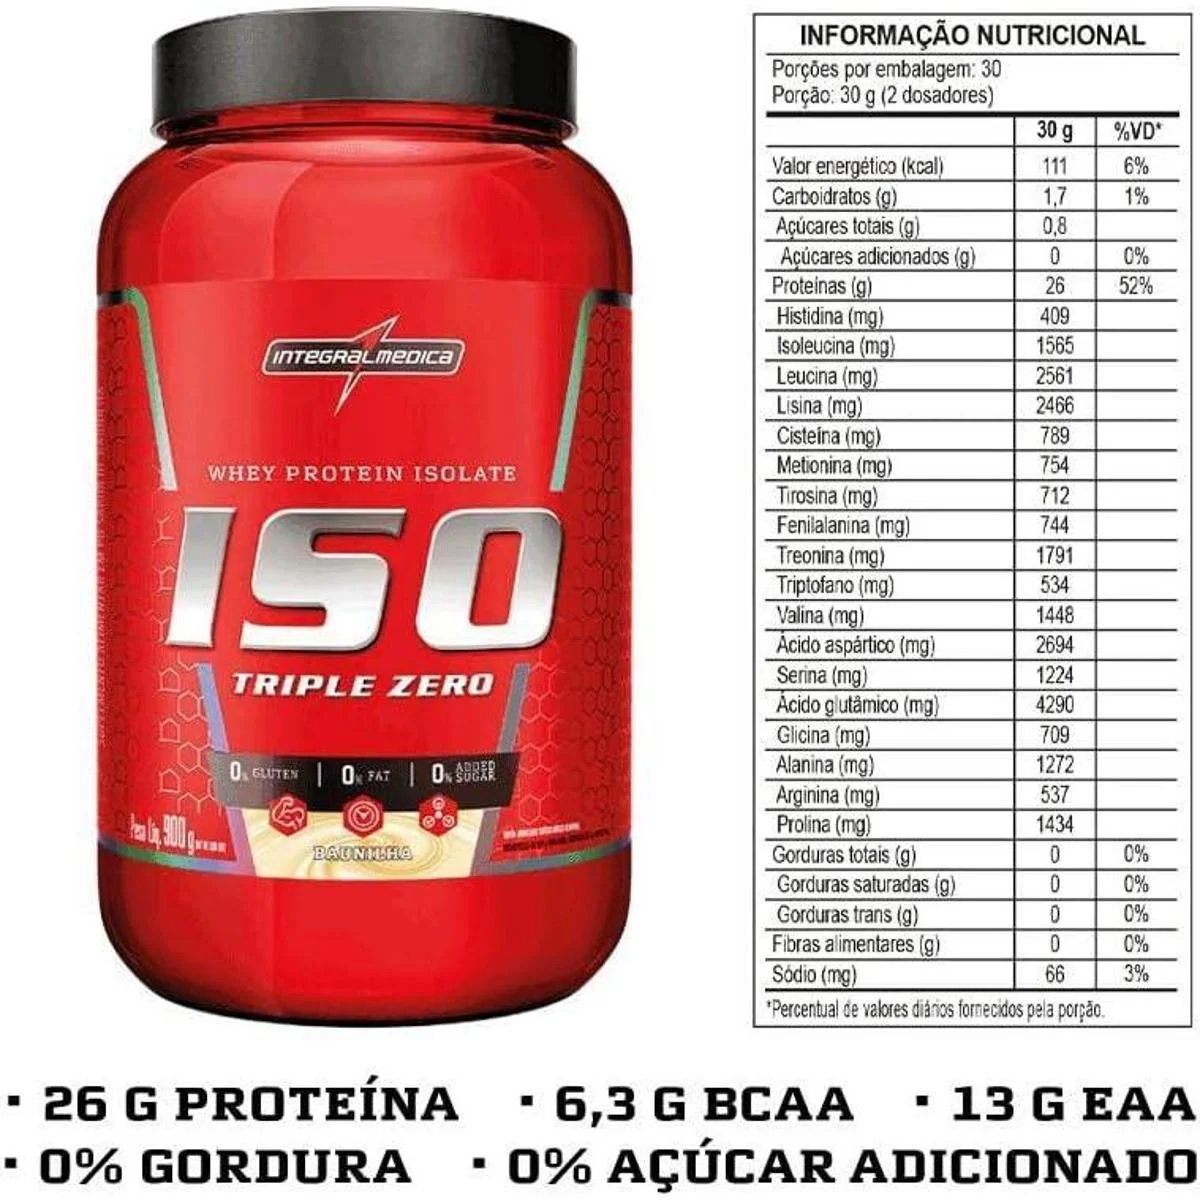 INTEGRALMEDICA
WHEY PROTEIN ISOLATE
ISO
TRIPLE ZERO
0% GLUTEN | 0% FAT | 0% ADDED SUGAR
Peso Líq. 900g
BAUNILHA
INFORMAÇÃO NUTRICIONAL
Porções por embalagem: 30
Porção: 30 g (2 dosadores)
30 g %VD*
Valor energético (kcal) 111 6%
Carboidratos (g) 1,7 1%
Açúcares totais (g) 0,8
Açúcares adicionados (g) 0 0%
Proteínas (g) 26 52%
Histidina (mg) 409
Isoleucina (mg) 1565
Leucina (mg) 2561
Lisina (mg) 2466
Cisteína (mg) 789
Metionina (mg) 754
Tirosina (mg) 712
Fenilalanina (mg) 744
Treonina (mg) 1791
Triptofano (mg) 534
Valina (mg) 1448
Ácido aspártico (mg) 2694
Serina (mg) 1224
Ácido glutâmico (mg) 4290
Glicina (mg) 709
Alanina (mg) 1272
Arginina (mg) 537
Prolina (mg) 1434
Gorduras totais (g) 0 0%
Gorduras saturadas (g) 0 0%
Gorduras trans (g) 0 0%
Fibras alimentares (g) 0 0%
Sódio (mg) 66 3%
*Percentual de valores diários fornecidos pela porção.
· 26 G PROTEÍNA · 6,3 G BCAA · 13 G EAA
· 0% GORDURA · 0% AÇÚCAR ADICIONADO